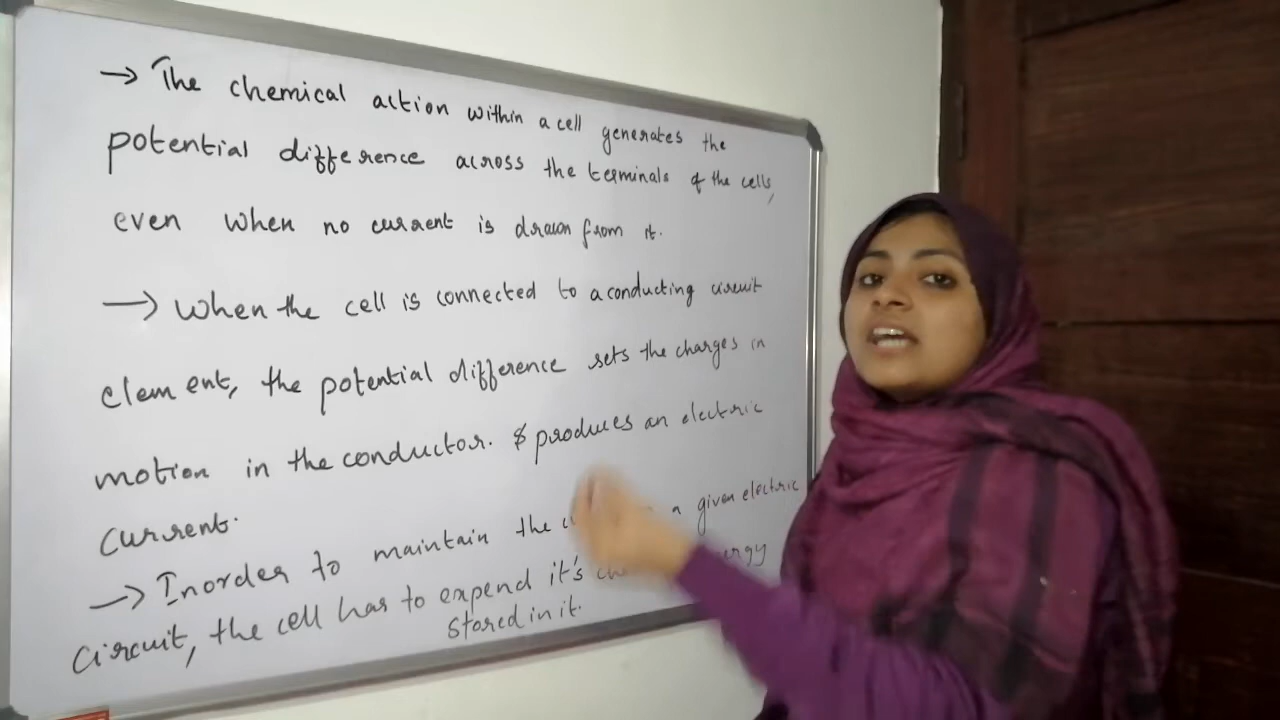 → The chemical action within a cell generates the
potential difference across the terminals of the cells,
even when no current is drawn from it.
→ When the cell is connected to a conducting circuit
element, the potential difference sets the charges in
motion in the conductor. & produces an electric
current.
→ Inorder to maintain the a given electric
circuit, the cell has to expend it's
stored in it.